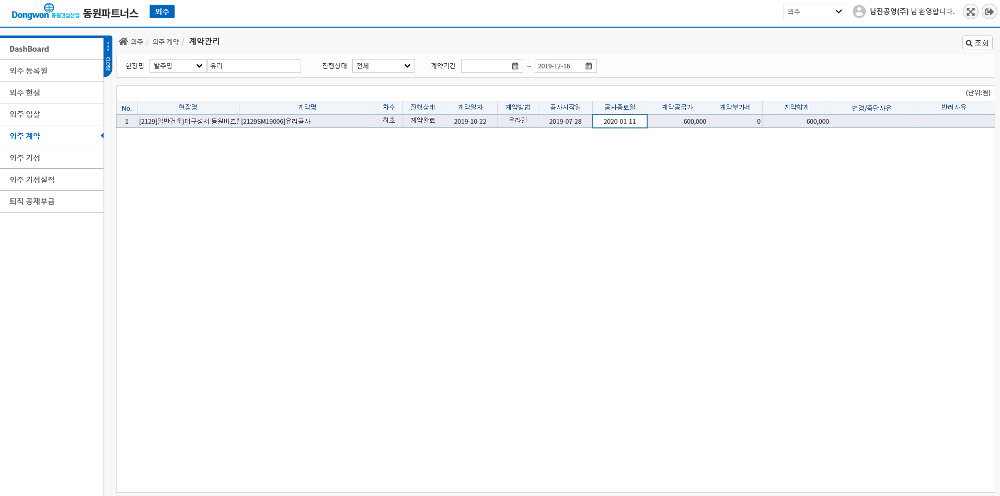 Dongwon 동원건설산업 동원파트너스 외주
외주 남진공영(주) 님 환영합니다.
CLOSE
DashBoard
외주 등록원
외주 현설
외주 입찰
외주 계약
외주 기성
외주 기성실적
퇴직 공제부금
외주 / 외주 계약 / 계약관리
조회
현장명 발주명 유리 진행상태 전체 계약기간 ~ 2019-12-16
(단위:원)
No. 현장명 계약명 차수 진행상태 계약일자 계약방법 공사시작일 공사종료일 계약공급가 계약부가세 계약합계 변경/중단사유 반려사유
1 [2129]일반건축)대구성서 동원비즈 [2129SM19006]유리공사 최초 계약완료 2019-10-22 온라인 2019-07-28 2020-01-11 600,000 0 600,000